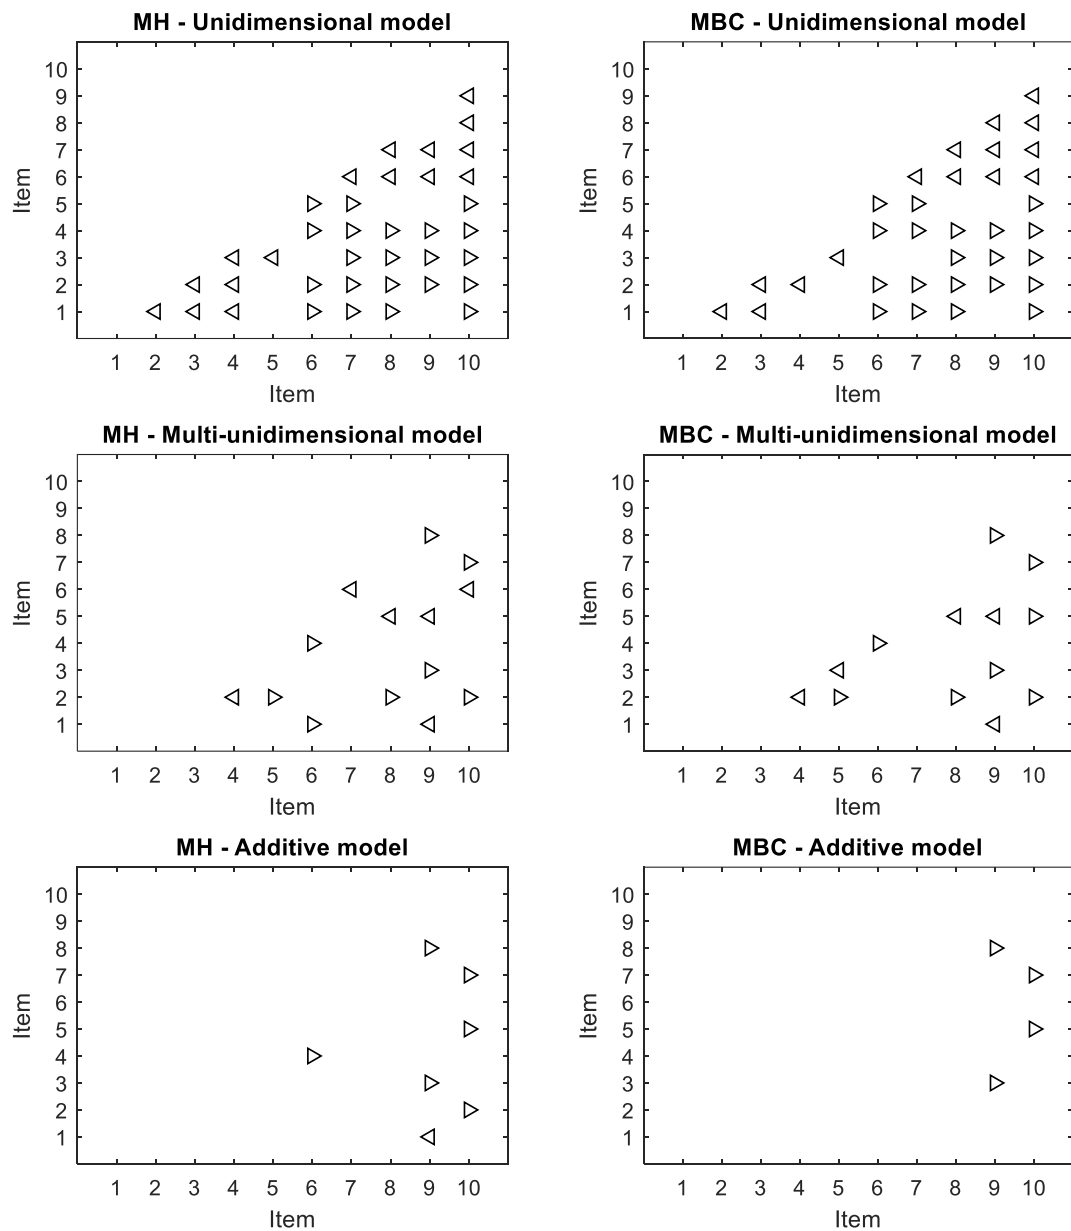 MH - Unidimensional model
10
9
8
7
6
5
4
3
2
1
Item
1 2 3 4 5 6 7 8 9 10
Item
MBC - Unidimensional model
10
9
8
7
6
5
4
3
2
1
Item
1 2 3 4 5 6 7 8 9 10
Item
MH - Multi-unidimensional model
10
9
8
7
6
5
4
3
2
1
Item
1 2 3 4 5 6 7 8 9 10
Item
MBC - Multi-unidimensional model
10
9
8
7
6
5
4
3
2
1
Item
1 2 3 4 5 6 7 8 9 10
Item
MH - Additive model
10
9
8
7
6
5
4
3
2
1
Item
1 2 3 4 5 6 7 8 9 10
Item
MBC - Additive model
10
9
8
7
6
5
4
3
2
1
Item
1 2 3 4 5 6 7 8 9 10
Item